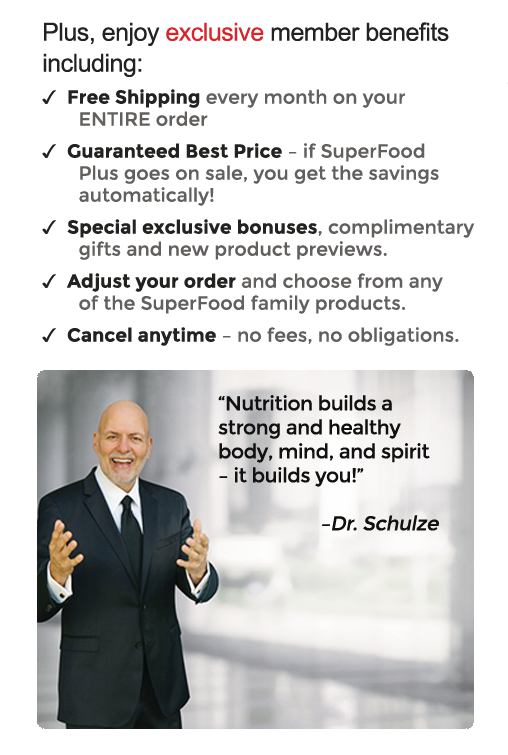 Plus, enjoy exclusive member benefits
including:
✓ Free Shipping every month on your
ENTIRE order
✓ Guaranteed Best Price – if SuperFood
Plus goes on sale, you get the savings
automatically!
✓ Special exclusive bonuses, complimentary
gifts and new product previews.
✓ Adjust your order and choose from any
of the SuperFood family products.
✓ Cancel anytime – no fees, no obligations.
“Nutrition builds a
strong and healthy
body, mind, and spirit
– it builds you!”
–Dr. Schulze